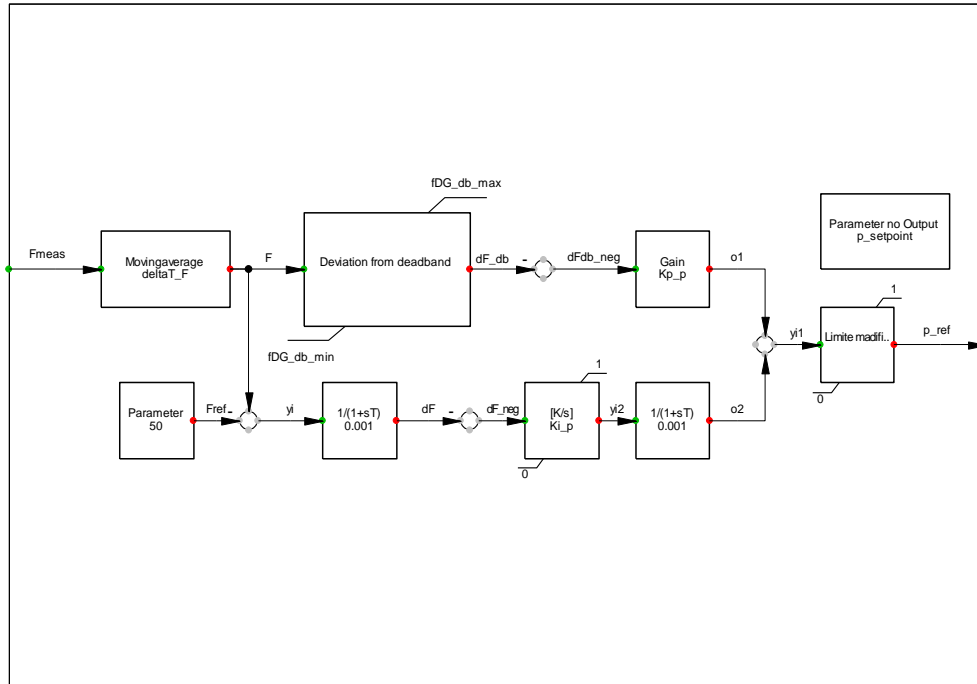 fDG_db_max
Parameter no Output
p_setpoint
Fmeas
Movingaverage
deltaT_F
F
Deviation from deadband
dF_db
-
dFdb_neg
Gain
Kp_p
o1
fDG_db_min
1
yi1
Limite madifi..
p_ref
0
Parameter
50
Fref
-
yi
1/(1+sT)
0.001
dF
-
dF_neg
1
[K/s]
Ki_p
0
yi2
1/(1+sT)
0.001
o2